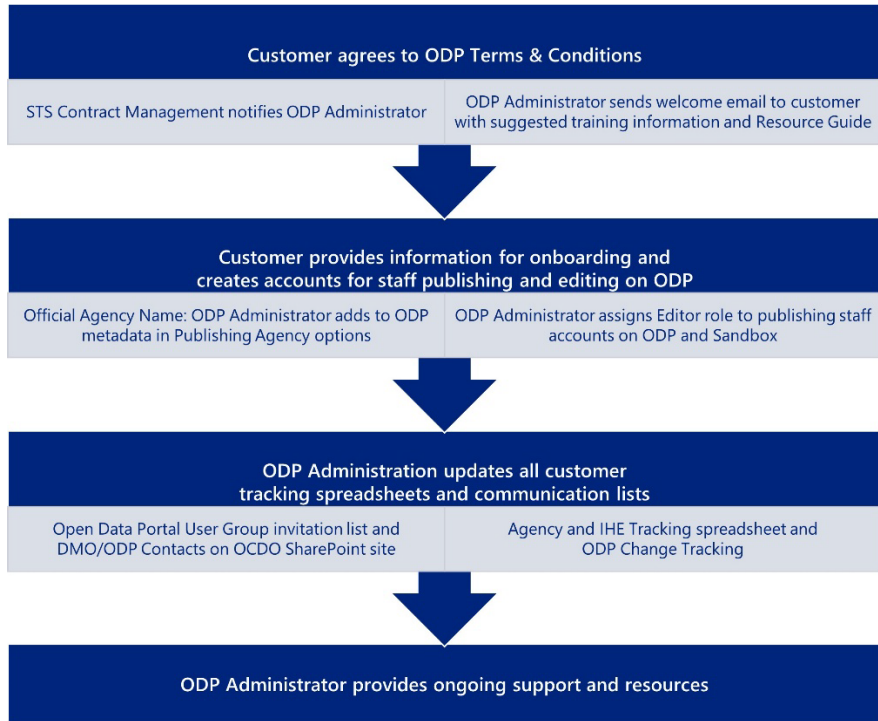 Customer agrees to ODP Terms & Conditions
STS Contract Management notifies ODP Administrator
ODP Administrator sends welcome email to customer
with suggested training information and Resource Guide
Customer provides information for onboarding and
creates accounts for staff publishing and editing on ODP
Official Agency Name: ODP Administrator adds to ODP
metadata in Publishing Agency options
ODP Administrator assigns Editor role to publishing staff
accounts on ODP and Sandbox
ODP Administration updates all customer
tracking spreadsheets and communication lists
Open Data Portal User Group invitation list and
DMO/ODP Contacts on OCDO SharePoint site
Agency and IHE Tracking spreadsheet and
ODP Change Tracking
ODP Administrator provides ongoing support and resources